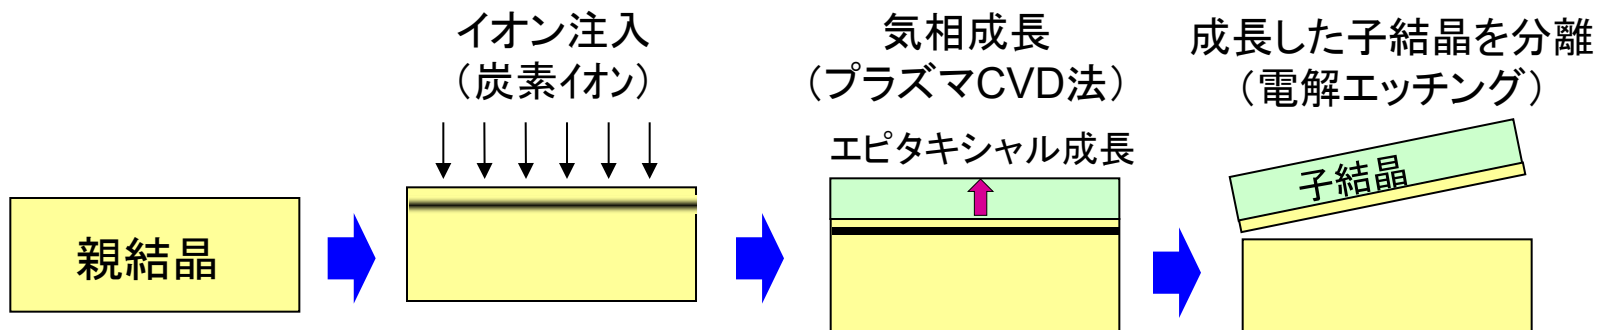 親結晶
イオン注入
（炭素イオン）
気相成長
（プラズマCVD法）
エピタキシャル成長
成長した子結晶を分離
（電解エッチング）
子結晶